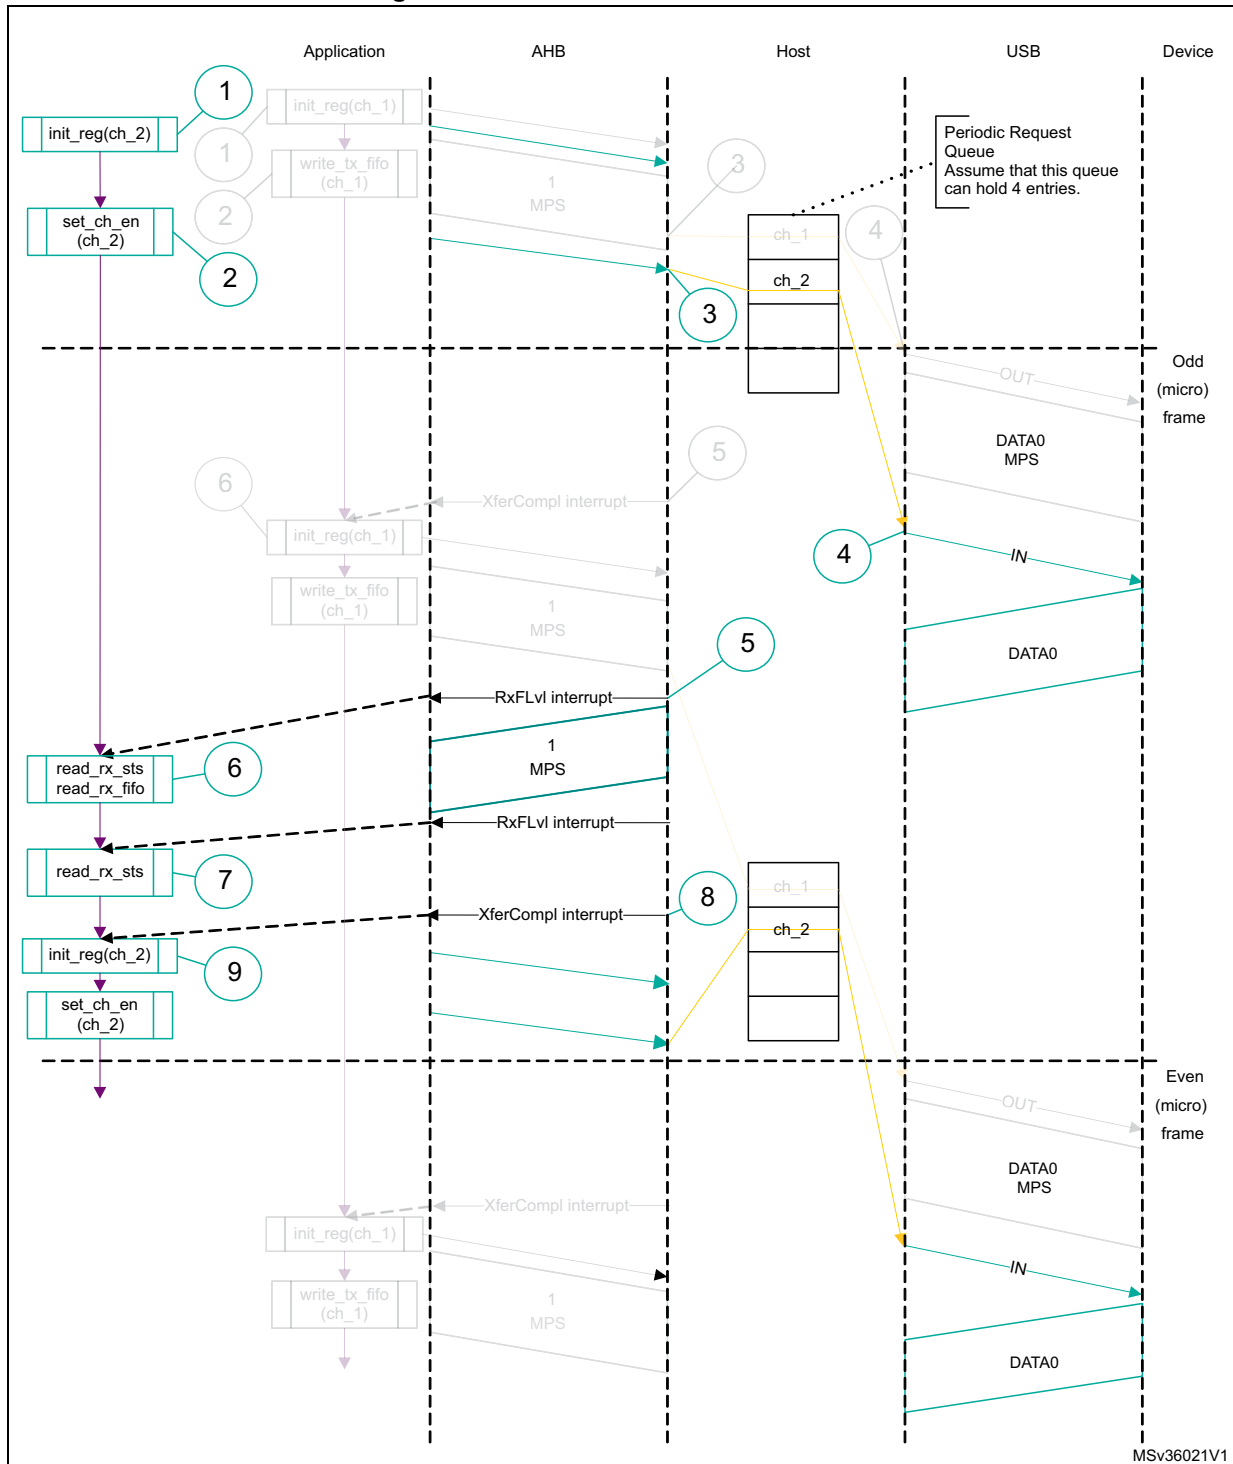 Application
AHB
Host
USB
Device
1
init_reg(ch_1)
init_reg(ch_2)
1
write_tx_fifo
(ch_1)
2
set_ch_en
(ch_2)
2
1
MPS
3
3
Periodic Request
Queue
Assume that this queue
can hold 4 entries.
4
ch_1
ch_2
Odd
(micro)
frame
OUT
DATA0
MPS
5
6
XferCompl interrupt
init_reg(ch_1)
4
IN
write_tx_fifo
(ch_1)
1
MPS
5
DATA0
RxFLvl interrupt
1
MPS
read_rx_sts
read_rx_fifo
6
RxFLvl interrupt
read_rx_sts
7
ch_1
8
XferCompl interrupt
ch_2
init_reg(ch_2)
9
set_ch_en
(ch_2)
Even
(micro)
frame
OUT
DATA0
MPS
XferCompl interrupt
init_reg(ch_1)
IN
write_tx_fifo
(ch_1)
1
MPS
DATA0
MSv36021V1